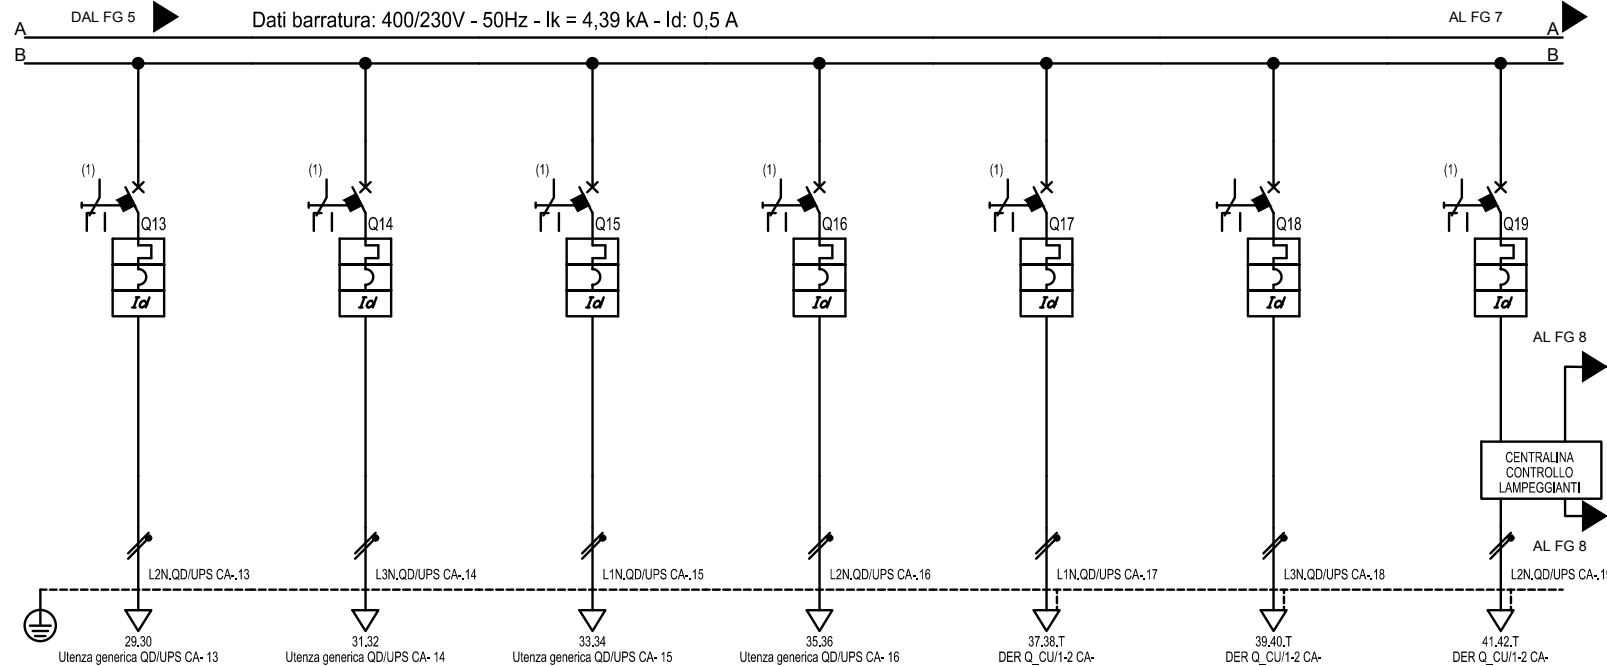 DAL FG 5
Dati barratura: 400/230V - 50Hz - Ik = 4,39 kA - Id: 0,5 A
AL FG 7
A
A
B
B
(1)
(1)
(1)
(1)
(1)
(1)
Q13
Q14
Q15
Q16
Q17
Q18
Q19
Id
Id
Id
Id
Id
Id
Id
AL FG 8
CENTRALINA
CONTROLLO
LAMPEGGIANTI
AL FG 8
L2N.QD/UPS CA-.13
L3N.QD/UPS CA-.14
L1N.QD/UPS CA-.15
L2N.QD/UPS CA-.16
L1N.QD/UPS CA-.17
L3N.QD/UPS CA-.18
L2N.QD/UPS CA-.19
29.30
31.32
33.34
35.36
37.38.T
39.40.T
41.42.T
Utenza generica QD/UPS CA- 13
Utenza generica QD/UPS CA- 14
Utenza generica QD/UPS CA- 15
Utenza generica QD/UPS CA- 16
DER Q_CU/1-2 CA-
DER Q_CU/1-2 CA-
DER Q_CU/1-2 CA-